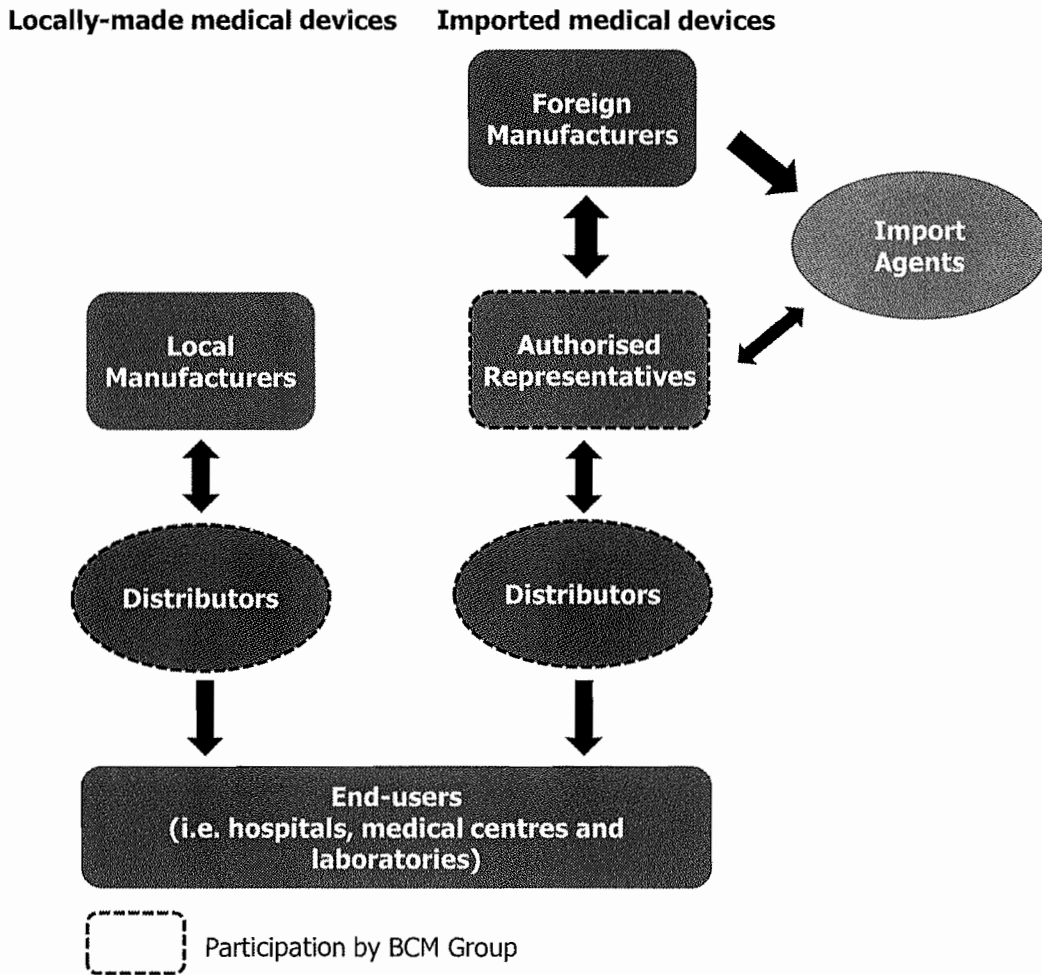 Locally-made medical devices
Imported medical devices
Foreign
Manufacturers
Import
Agents
Local
Manufacturers
Authorised
Representatives
Distributors
Distributors
End-users
(i.e. hospitals, medical centres and
laboratories)
Participation by BCM Group